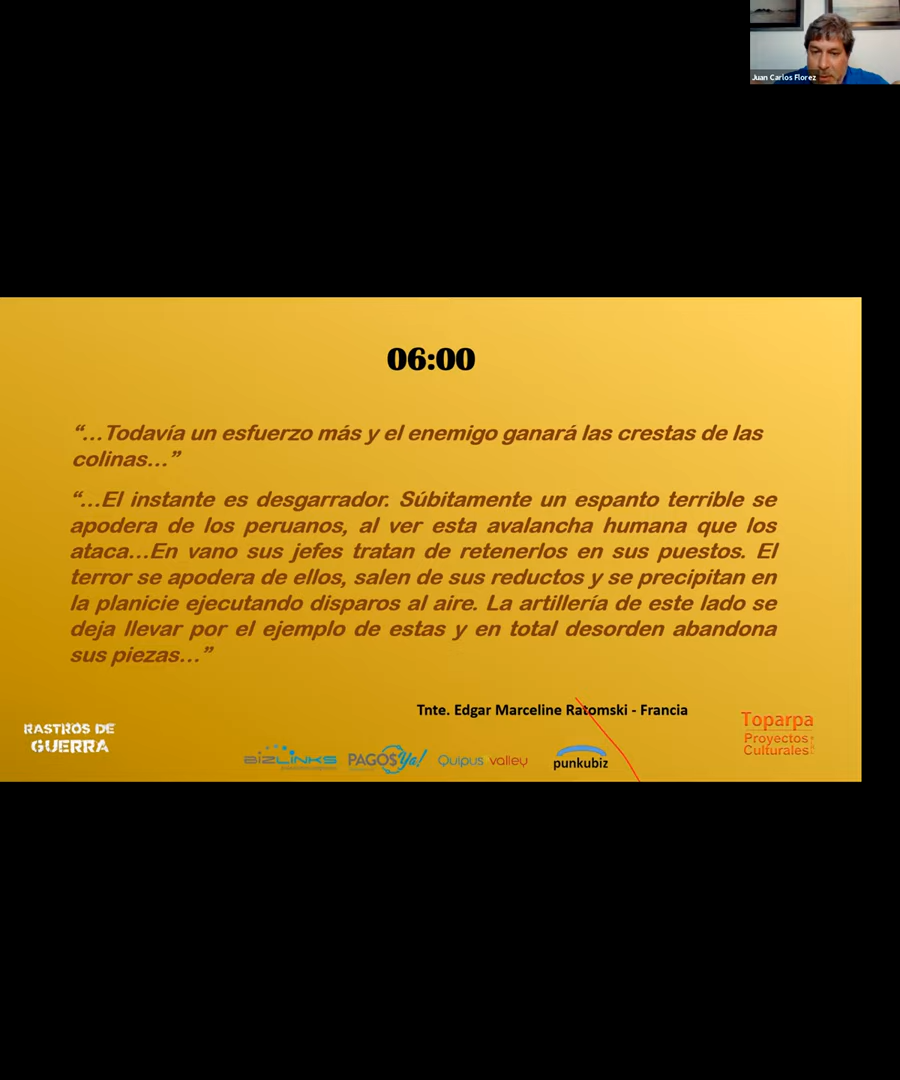 Juan Carlos Florez
06:00
“...Todavía un esfuerzo más y el enemigo ganará las crestas de las
colinas...”
“...El instante es desgarrador. Súbitamente un espanto terrible se
apodera de los peruanos, al ver esta avalancha humana que los
ataca...En vano sus jefes tratan de retenerlos en sus puestos. El
terror se apodera de ellos, salen de sus reductos y se precipitan en
la planicie ejecutando disparos al aire. La artillería de este lado se
deja llevar por el ejemplo de estas y en total desorden abandona
sus piezas...”
Tnte. Edgar Marceline Ratomski - Francia
RASTROS DE
GUERRA
BIZLINKS
PAGOS Ya!
Quipus valley
punkubiz
Toparpa
Proyectos
Culturales